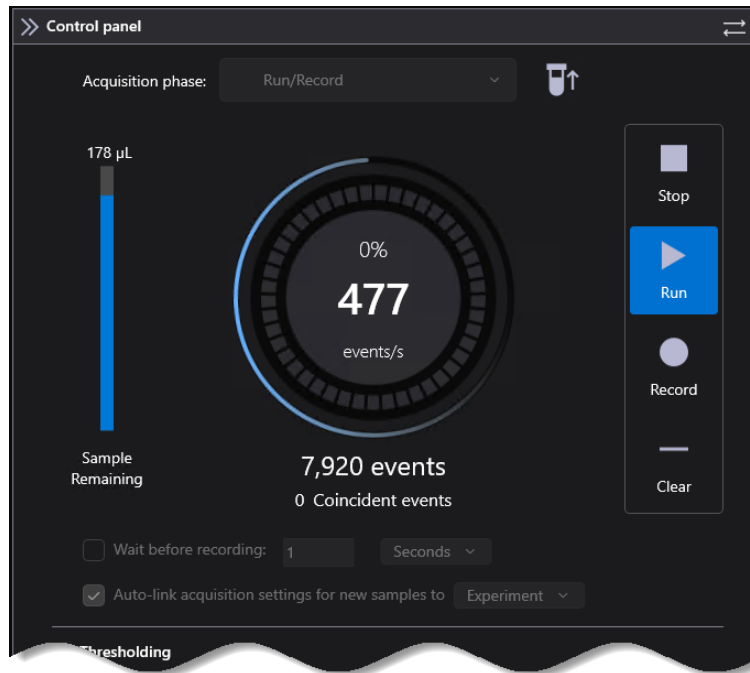 Control panel
Acquisition phase: Run/Record
178 µL
0%
477
events/s
Sample
Remaining
7,920 events
0 Coincident events
Stop
Run
Record
Clear
Wait before recording: 1 Seconds
Auto-link acquisition settings for new samples to Experiment
Thresholding